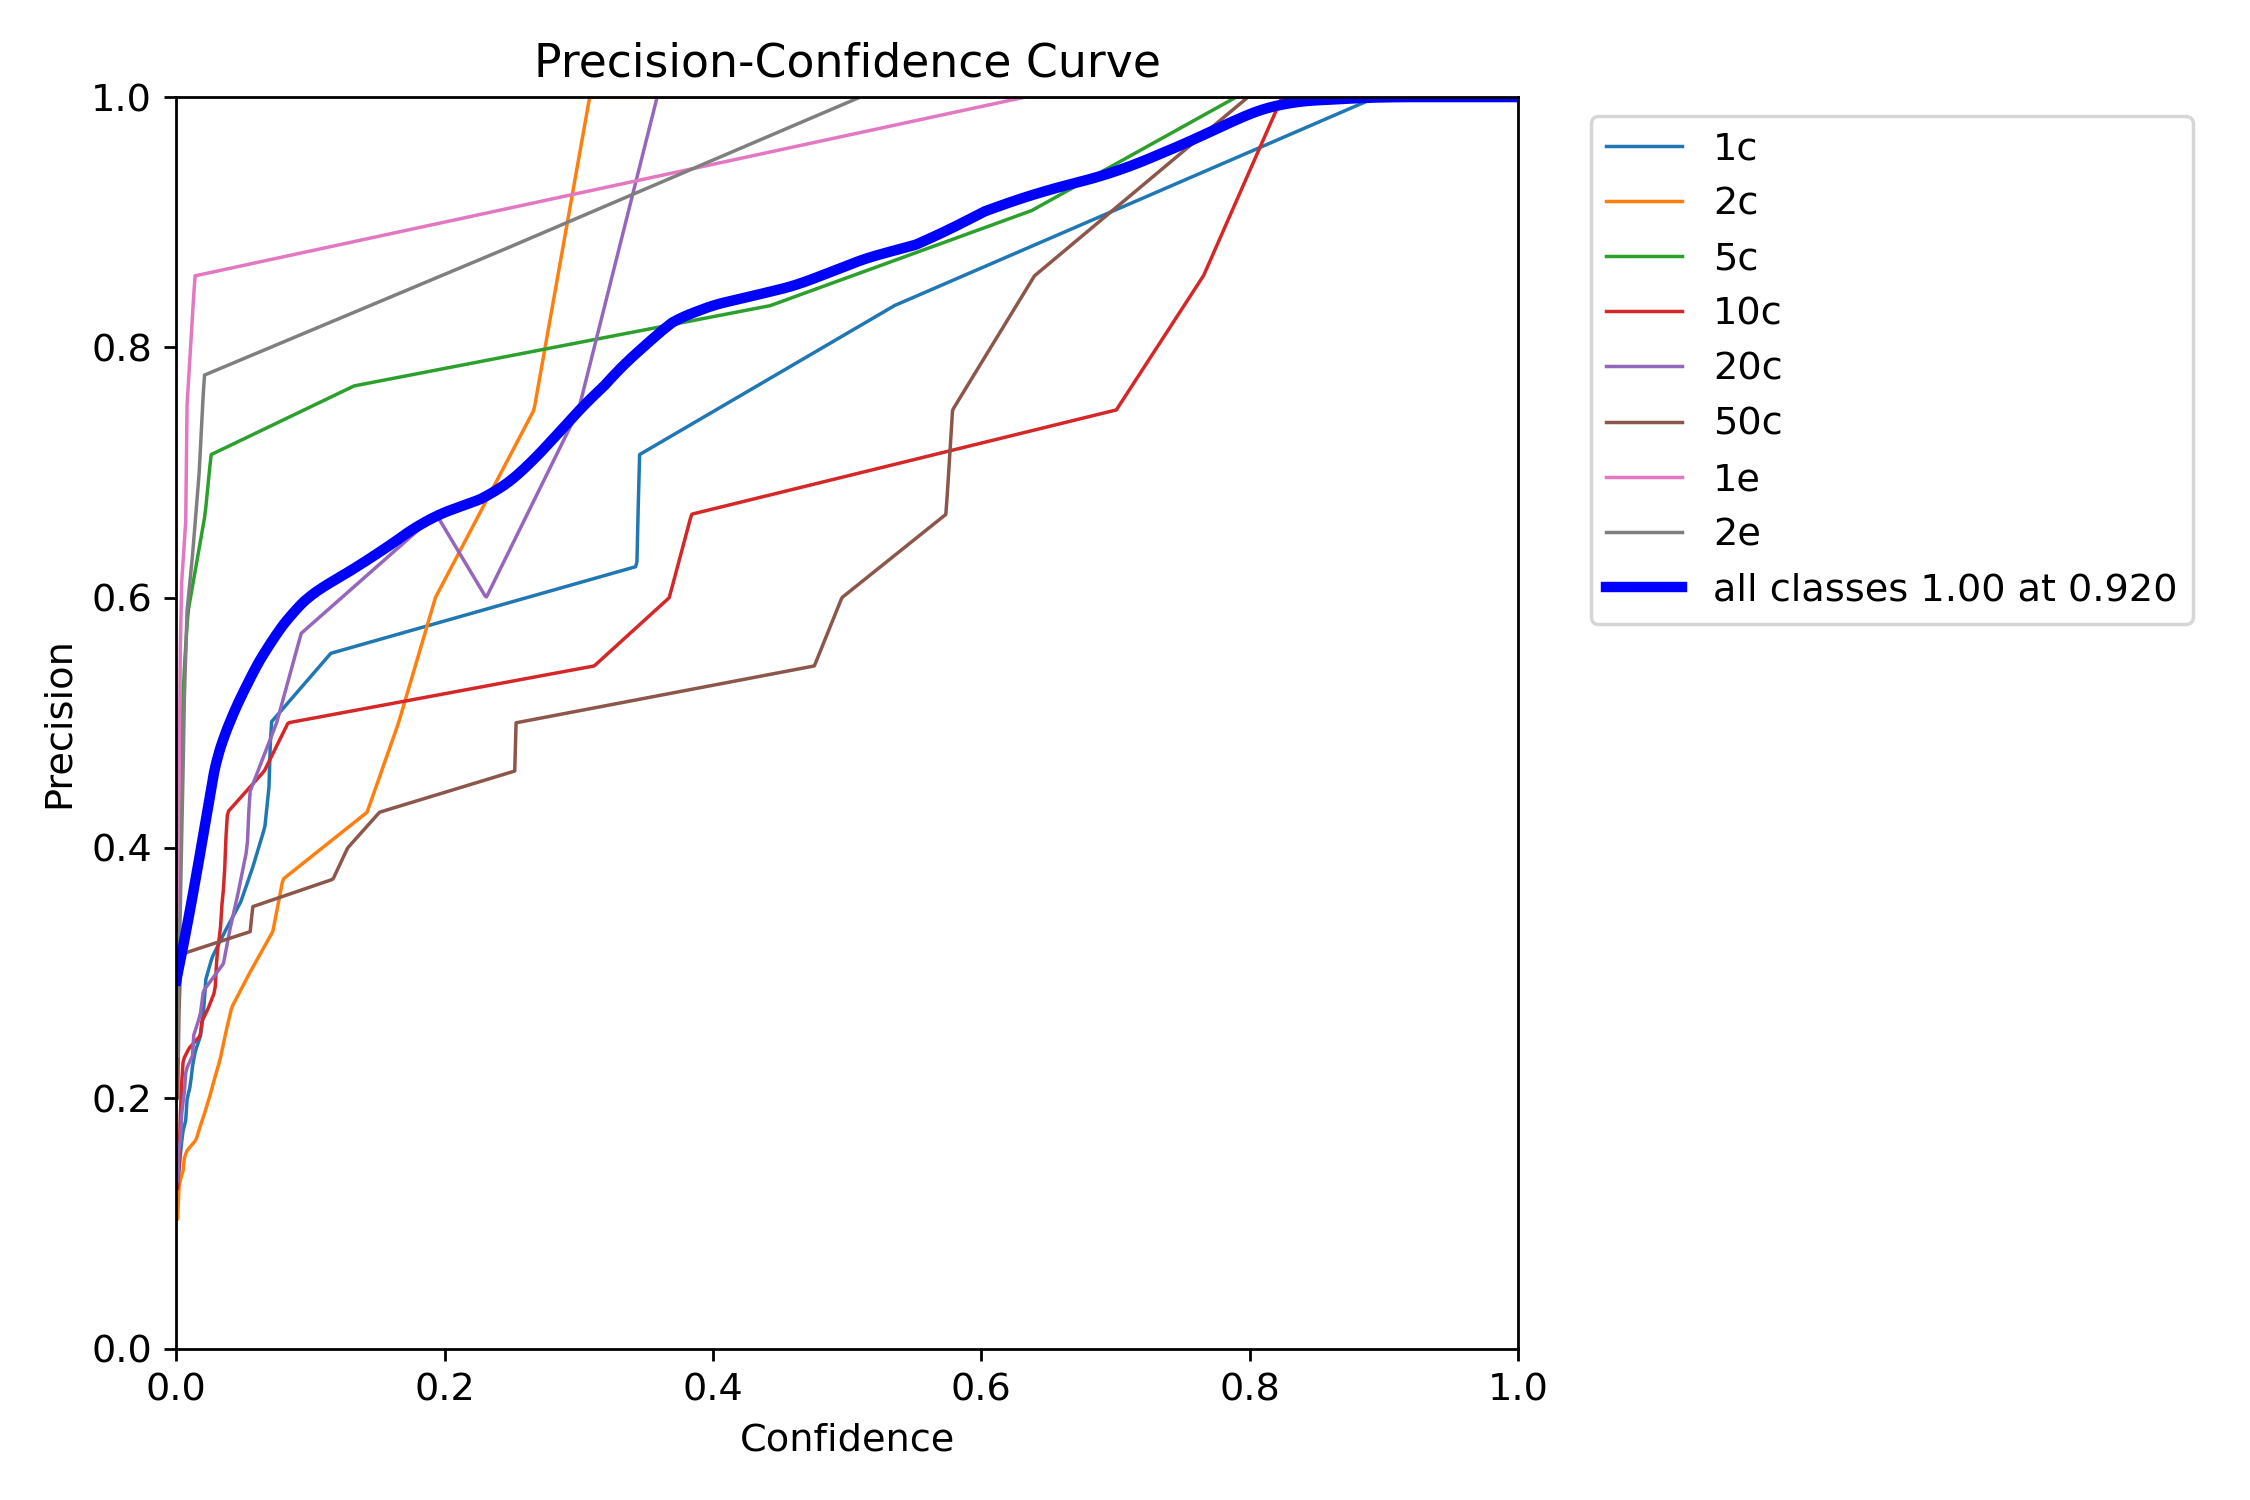 Precision-Confidence Curve
1.0
0.8
0.6
0.4
0.2
0.0
Precision
0.0 0.2 0.4 0.6 0.8 1.0
Confidence
1c
2c
5c
10c
20c
50c
1e
2e
all classes 1.00 at 0.920